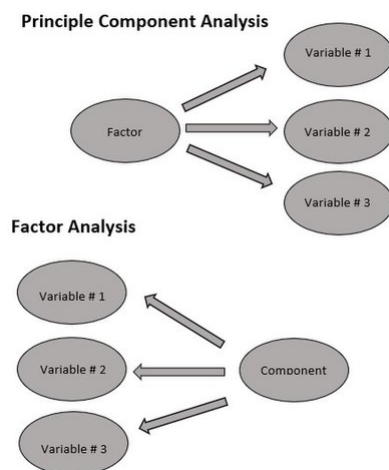 Principle Component Analysis
Variable # 1
Factor
Variable # 2
Variable # 3
Factor Analysis
Variable # 1
Variable # 2
Component
Variable # 3